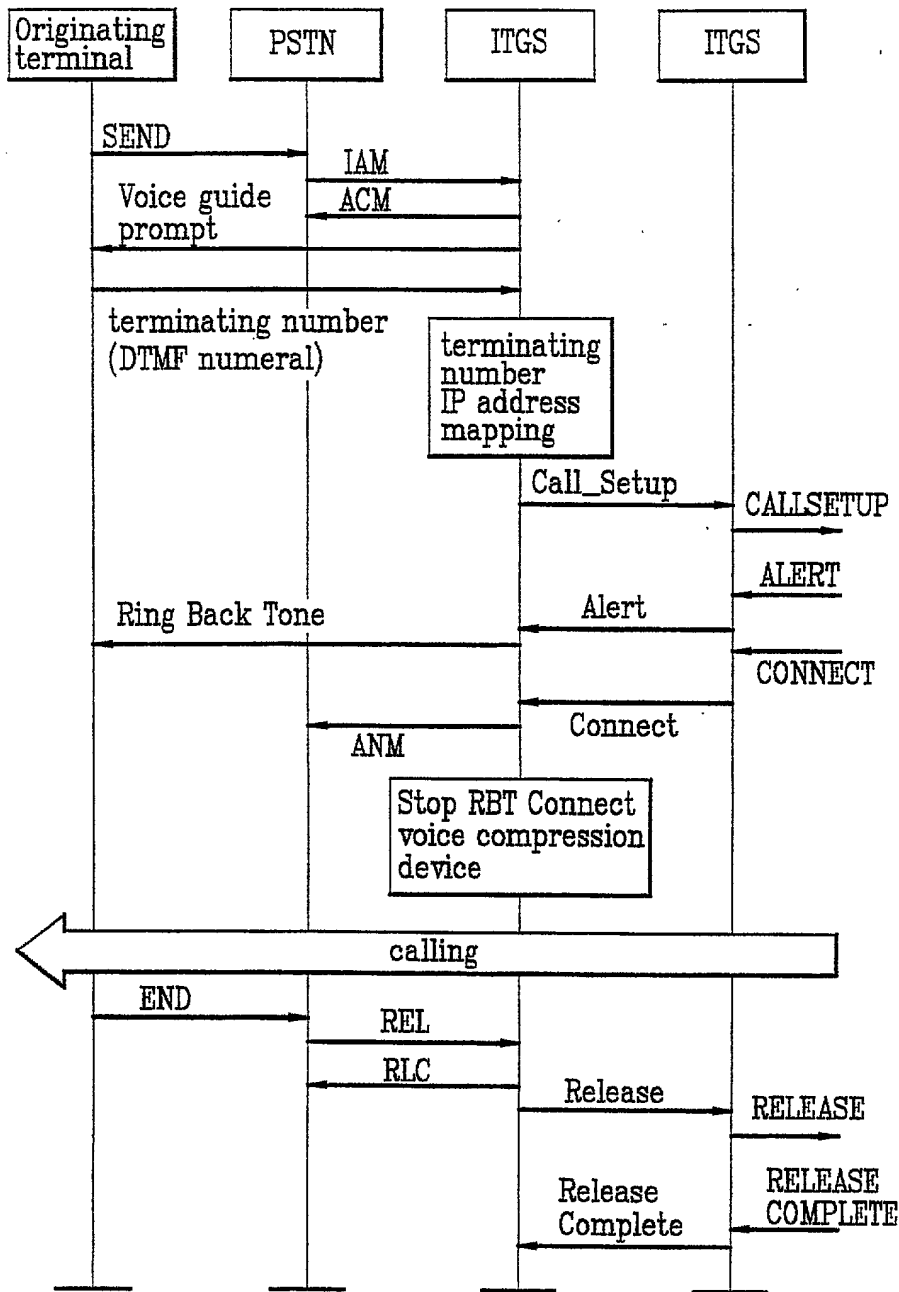 Originating
terminal
PSTN
ITGS
ITGS
SEND
IAM
Voice guide
prompt
ACM
terminating number
(DTMF numeral)
terminating
number
IP address
mapping
Call_Setup
CALLSETUP
ALERT
Alert
Ring Back Tone
CONNECT
Connect
ANM
Stop RBT Connect
voice compression
device
calling
END
REL
RLC
Release
RELEASE
RELEASE
COMPLETE
Release
Complete